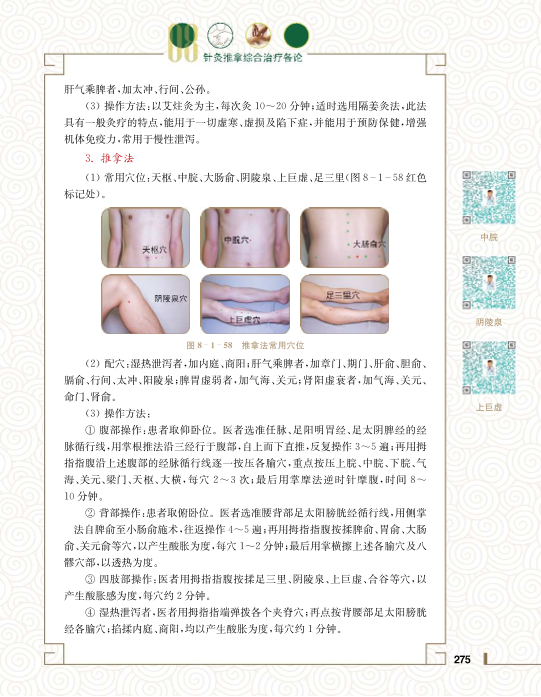 08
针灸推拿综合治疗各论
肝气乘脾者,加太冲、行间、公孙。
(3) 操作方法:以艾炷灸为主,每次灸 10～20 分钟;适时选用隔姜灸法,此法
具有一般灸疗的特点,能用于一切虚寒、虚损及陷下症,并能用于预防保健,增强
机体免疫力,常用于慢性泄泻。
3. 推拿法
(1) 常用穴位:天枢、中脘、大肠俞、阴陵泉、上巨虚、足三里(图 8-1-58 红色
标记处)。
天枢穴
中脘穴
大肠俞穴
阴陵泉穴
上巨虚穴
足三里穴
图 8-1-58 推拿法常用穴位
(2) 配穴:湿热泄泻者,加内庭、商阳;肝气乘脾者,加章门、期门、肝俞、胆俞、
膈俞、行间、太冲、阳陵泉;脾胃虚弱者,加气海、关元;肾阳虚衰者,加气海、关元、
命门、肾俞。
(3) 操作方法:
① 腹部操作:患者取仰卧位。医者选准任脉、足阳明胃经、足太阴脾经的经
脉循行线,用掌根推法沿三经行于腹部,自上而下直推,反复操作 3～5 遍;再用拇
指指腹沿上述腹部的经脉循行线逐一按压各腧穴,重点按压上脘、中脘、下脘、气
海、关元、梁门、天枢、大横,每穴 2～3 次;最后用掌摩法逆时针摩腹,时间 8～
10 分钟。
② 背部操作:患者取俯卧位。医者选准腰背部足太阳膀胱经循行线,用侧掌
法自脾俞至小肠俞施术,往返操作 4～5 遍;再用拇指指腹按揉脾俞、胃俞、大肠
俞、关元俞等穴,以产生酸胀为度,每穴 1～2 分钟;最后用掌横擦上述各腧穴及八
髎穴部,以透热为度。
③ 四肢部操作:医者用拇指指腹按揉足三里、阴陵泉、上巨虚、合谷等穴,以
产生酸胀感为度,每穴约 2 分钟。
④ 湿热泄泻者,医者用拇指指端弹拨各个夹脊穴;再点按背腰部足太阳膀胱
经各腧穴;掐揉内庭、商阳,均以产生酸胀为度,每穴约 1 分钟。
中脘
阴陵泉
上巨虚
275